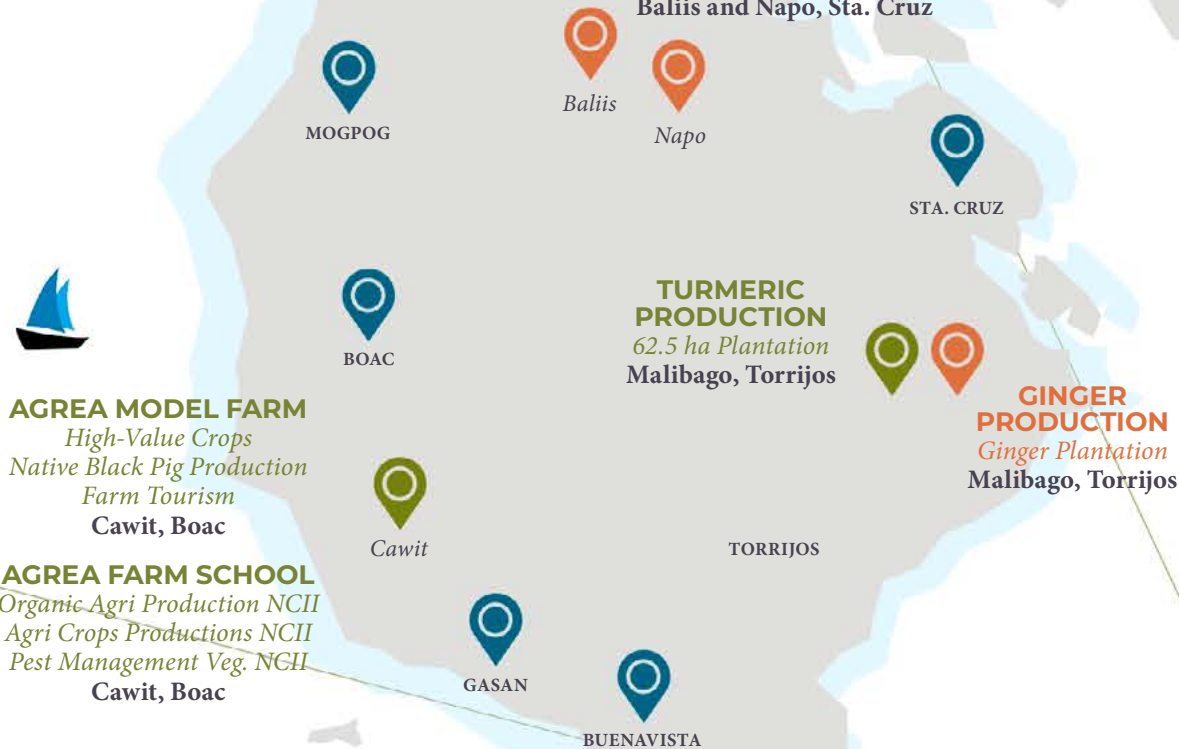 Baliis and Napo, Sta. Cruz
Baliis
Napo
MOGPOG
STA. CRUZ
BOAC
TURMERIC
PRODUCTION
62.5 ha Plantation
Malibago, Torrijos
GINGER
PRODUCTION
Ginger Plantation
Malibago, Torrijos
AGREA MODEL FARM
High-Value Crops
Native Black Pig Production
Farm Tourism
Cawit, Boac
Cawit
TORRIJOS
AGREA FARM SCHOOL
Organic Agri Production NCII
Agri Crops Productions NCII
Pest Management Veg. NCII
Cawit, Boac
GASAN
BUENAVISTA